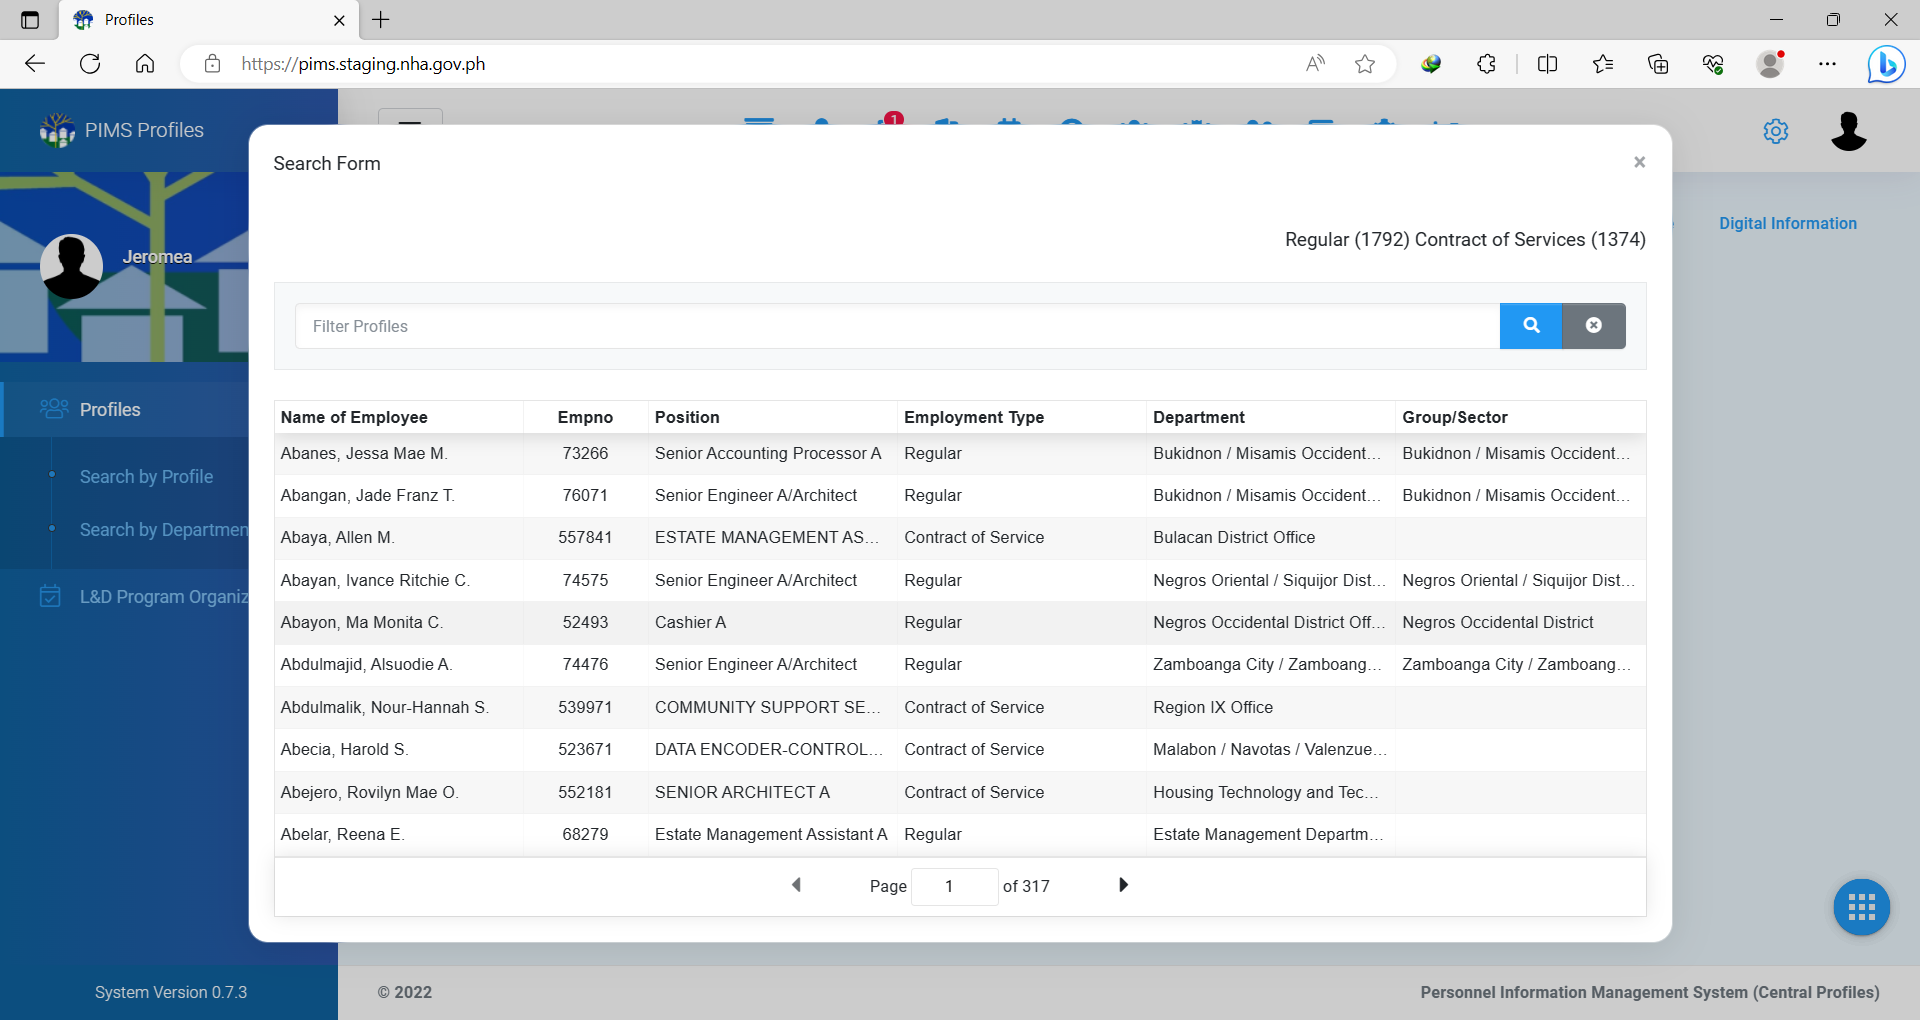 Profiles
https://pims.staging.nha.gov.ph
PIMS Profiles
1
Search Form
×
Digital Information
Jeromea
Regular (1792) Contract of Services (1374)
Filter Profiles
Profiles
Search by Profile
Search by Departmen
L&D Program Organiz
Name of Employee Empno Position Employment Type Department Group/Sector
Abanes, Jessa Mae M. 73266 Senior Accounting Processor A Regular Bukidnon / Misamis Occident... Bukidnon / Misamis Occident...
Abangan, Jade Franz T. 76071 Senior Engineer A/Architect Regular Bukidnon / Misamis Occident... Bukidnon / Misamis Occident...
Abaya, Allen M. 557841 ESTATE MANAGEMENT AS... Contract of Service Bulacan District Office
Abayan, Ivance Ritchie C. 74575 Senior Engineer A/Architect Regular Negros Oriental / Siquijor Dist... Negros Oriental / Siquijor Dist...
Abayon, Ma Monita C. 52493 Cashier A Regular Negros Occidental District Off... Negros Occidental District
Abdulmajid, Alsuodie A. 74476 Senior Engineer A/Architect Regular Zamboanga City / Zamboang... Zamboanga City / Zamboang...
Abdulmalik, Nour-Hannah S. 539971 COMMUNITY SUPPORT SE... Contract of Service Region IX Office
Abecia, Harold S. 523671 DATA ENCODER-CONTROL... Contract of Service Malabon / Navotas / Valenzue...
Abejero, Rovilyn Mae O. 552181 SENIOR ARCHITECT A Contract of Service Housing Technology and Tec...
Abelar, Reena E. 68279 Estate Management Assistant A Regular Estate Management Departm...
Page 1 of 317
System Version 0.7.3
© 2022
Personnel Information Management System (Central Profiles)